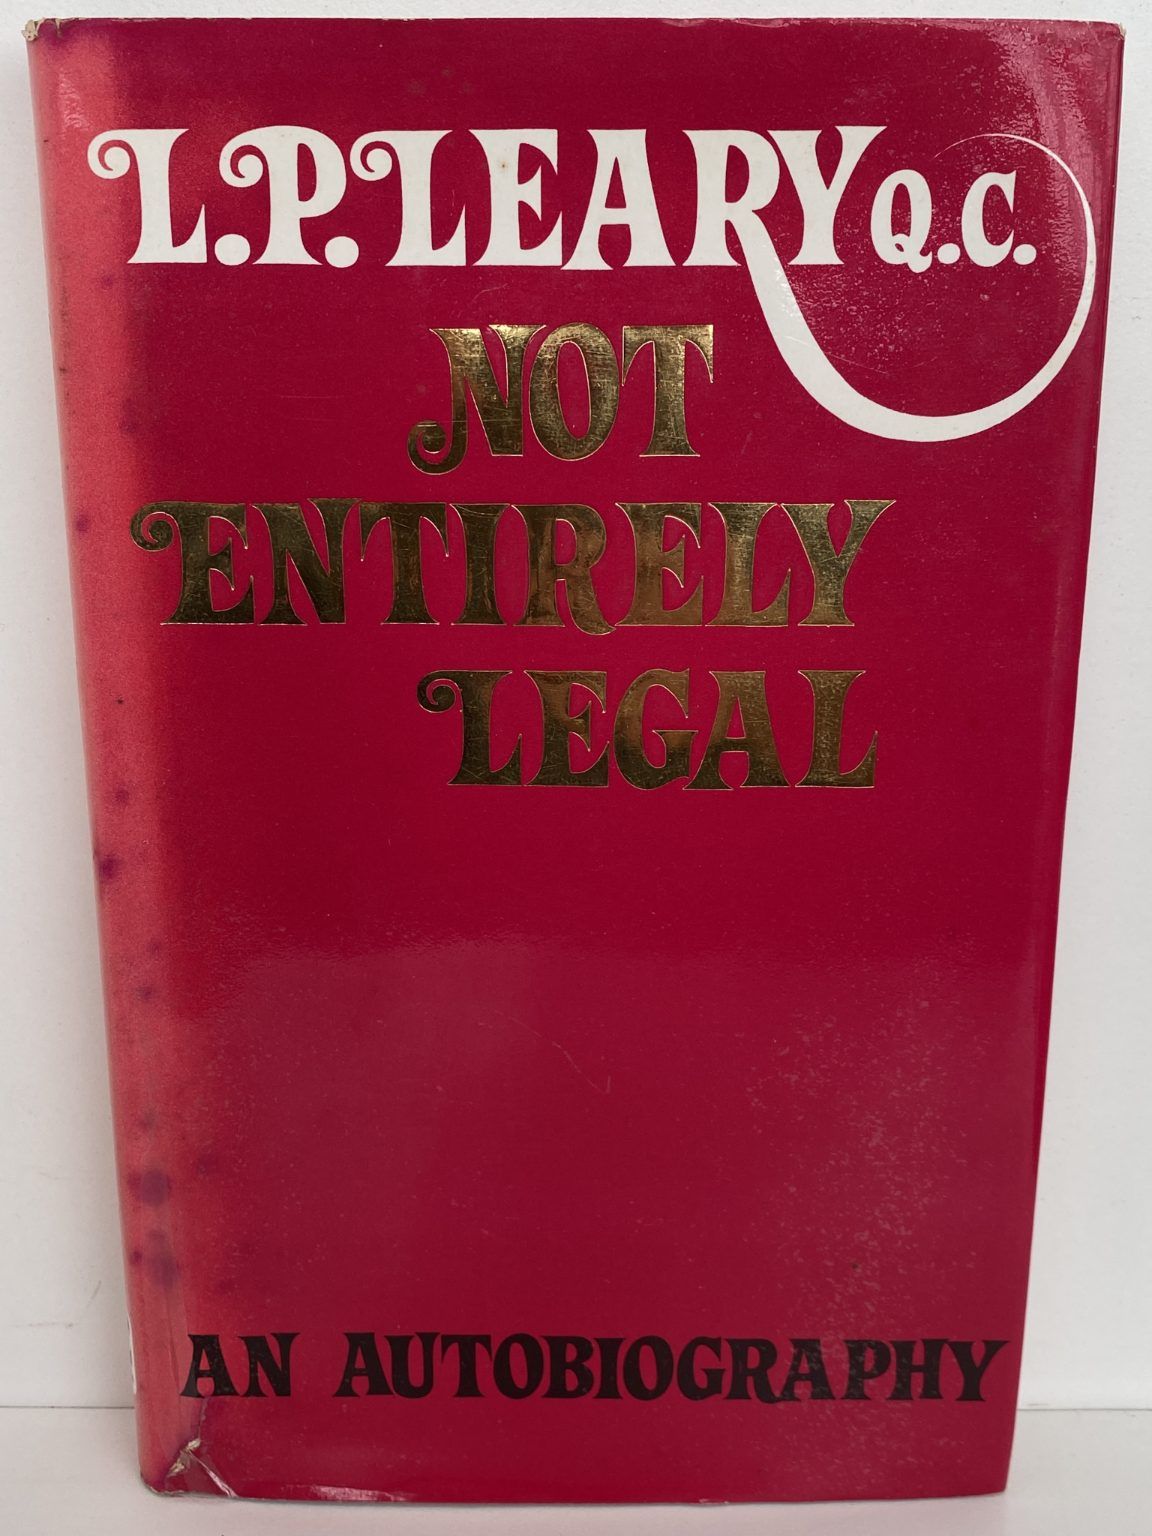 L.P. LEARY Q.C.
NOT
ENTIRELY
LEGAL
AN AUTOBIOGRAPHY